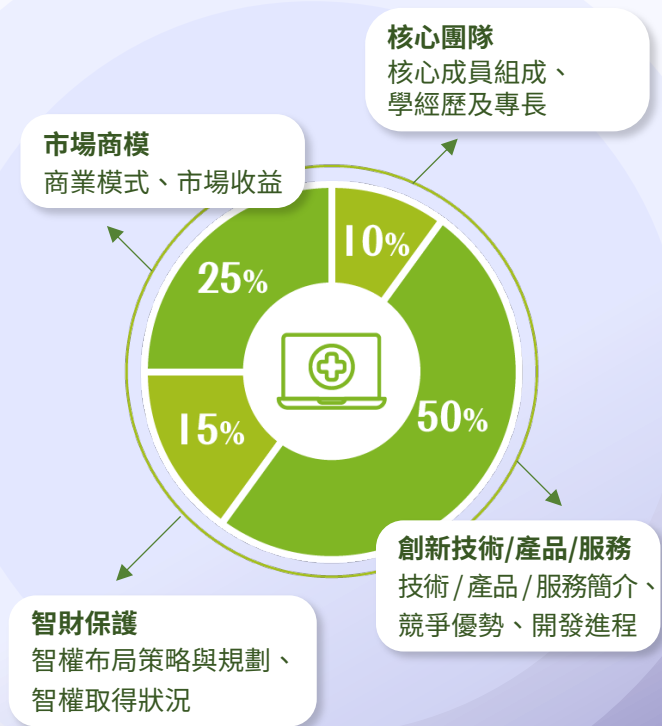 核心團隊
核心成員組成、
學經歷及專長
市場商模
商業模式、市場收益
10%
25%
50%
15%
創新技術/產品/服務
技術/產品/服務簡介、
競爭優勢、開發進程
智財保護
智權布局策略與規劃、
智權取得狀況